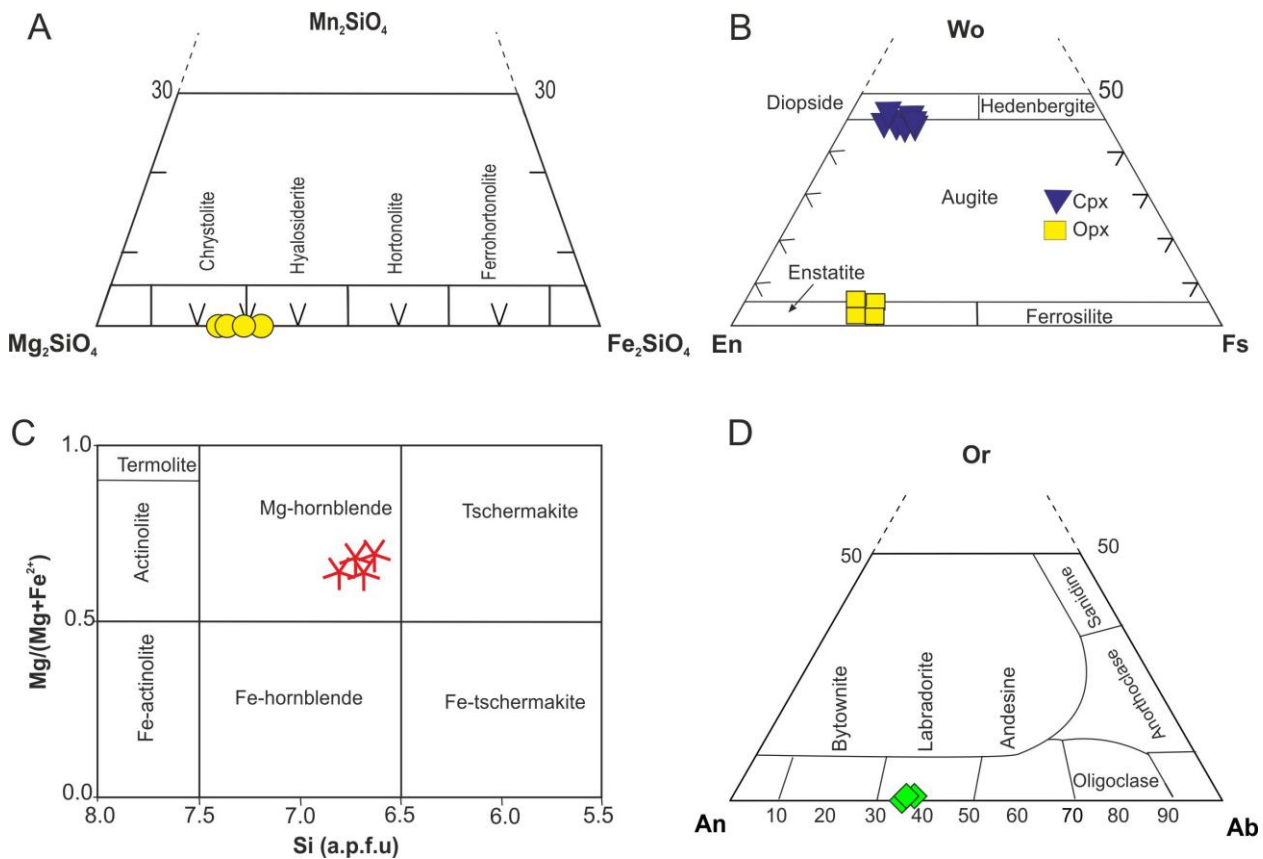 A
Mn₂SiO₄
30
30
Chrystolite
Hyalosiderite
Hortonolite
Ferrohortonolite
Mg₂SiO₄
Fe₂SiO₄
B
Wo
50
Diopside
Hedenbergite
Augite
Cpx
Opx
Enstatite
Ferrosilite
En
Fs
C
1.0
Termolite
Mg-hornblende
Tschermakite
Actinolite
Mg/(Mg+Fe²⁺)
0.5
Fe-actinolite
Fe-hornblende
Fe-tschermakite
0.0
8.0 7.5 7.0 6.5 6.0 5.5
Si (a.p.f.u)
D
Or
50
50
Sanidine
Bytownite
Labradorite
Andesine
Anorthoclase
Oligoclase
An
10 20 30 40 50 60 70 80 90
Ab